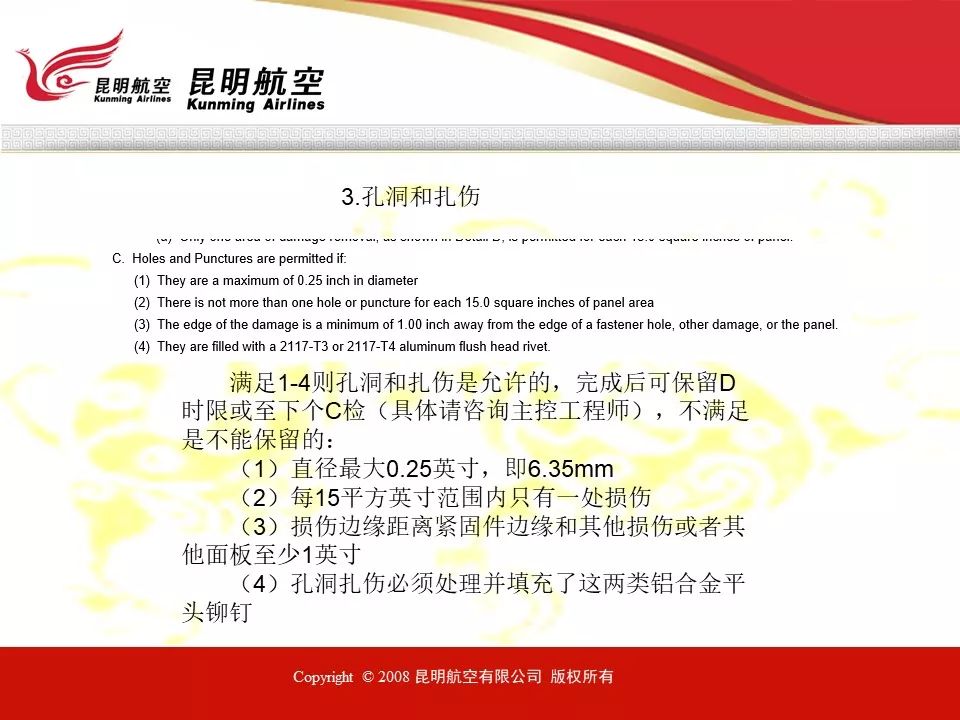 昆明航空
Kunming Airlines
昆明航空
Kunming Airlines
3.孔洞和扎伤
(d) Only one area of damage removal, as shown in Detail D, is permitted for each 15.0 square inches of panel.
C. Holes and Punctures are permitted if:
(1) They are a maximum of 0.25 inch in diameter
(2) There is not more than one hole or puncture for each 15.0 square inches of panel area
(3) The edge of the damage is a minimum of 1.00 inch away from the edge of a fastener hole, other damage, or the panel.
(4) They are filled with a 2117-T3 or 2117-T4 aluminum flush head rivet.
满足1-4则孔洞和扎伤是允许的，完成后可保留D
时限或至下个C检（具体请咨询主控工程师），不满足
是不能保留的：
（1）直径最大0.25英寸，即6.35mm
（2）每15平方英寸范围内只有一处损伤
（3）损伤边缘距离紧固件边缘和其他损伤或者其
他面板至少1英寸
（4）孔洞扎伤必须处理并填充了这两类铝合金平
头铆钉
Copyright © 2008 昆明航空有限公司 版权所有